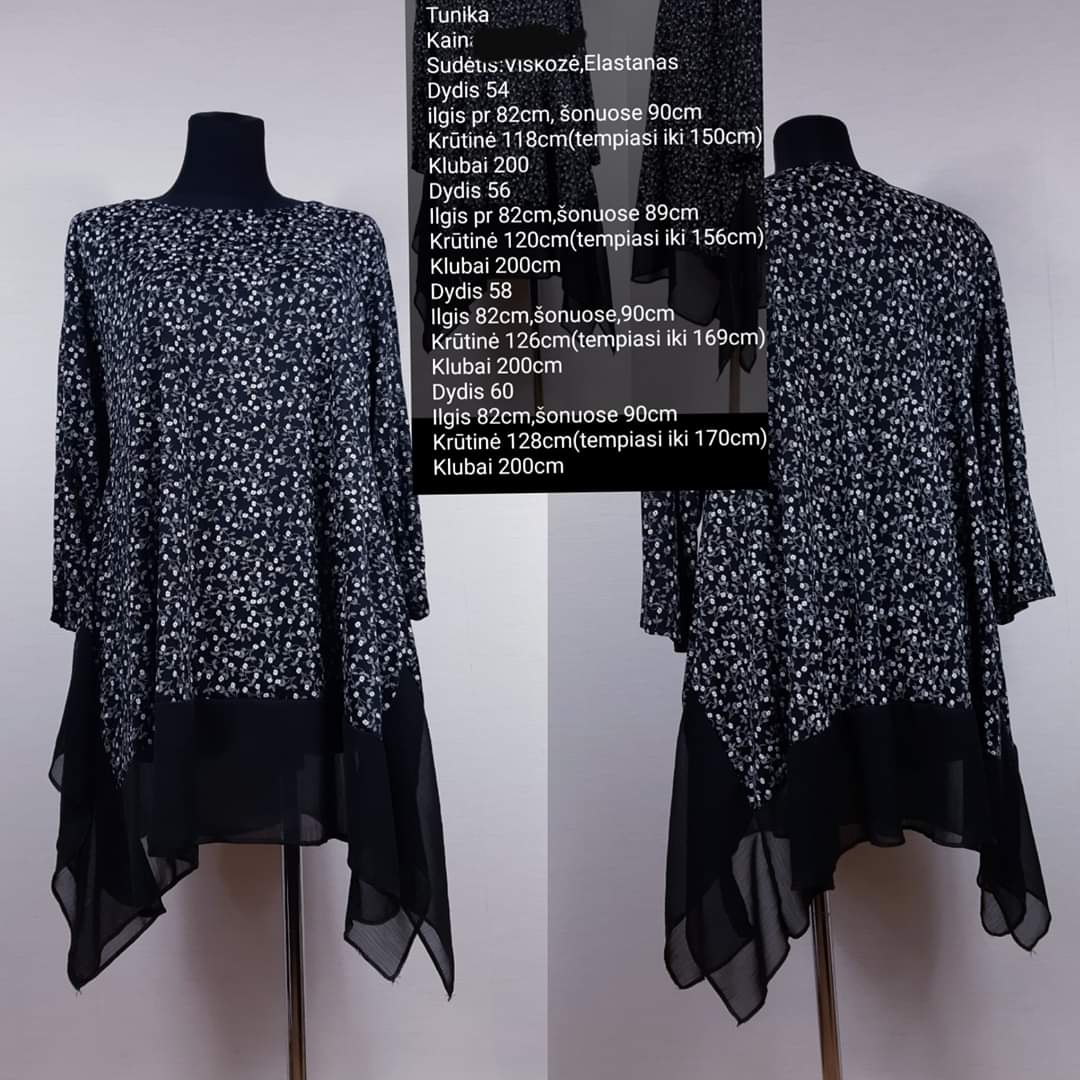 Tunika
Kaina
Sudėtis:Viskozė,Elastanas
Dydis 54
ilgis pr 82cm, šonuose 90cm
Krūtinė 118cm(tempiasi iki 150cm)
Klubai 200
Dydis 56
Ilgis pr 82cm,šonuose 89cm
Krūtinė 120cm(tempiasi iki 156cm)
Klubai 200cm
Dydis 58
Ilgis 82cm,šonuose,90cm
Krūtinė 126cm(tempiasi iki 169cm)
Klubai 200cm
Dydis 60
Ilgis 82cm,šonuose 90cm
Krūtinė 128cm(tempiasi iki 170cm)
Klubai 200cm